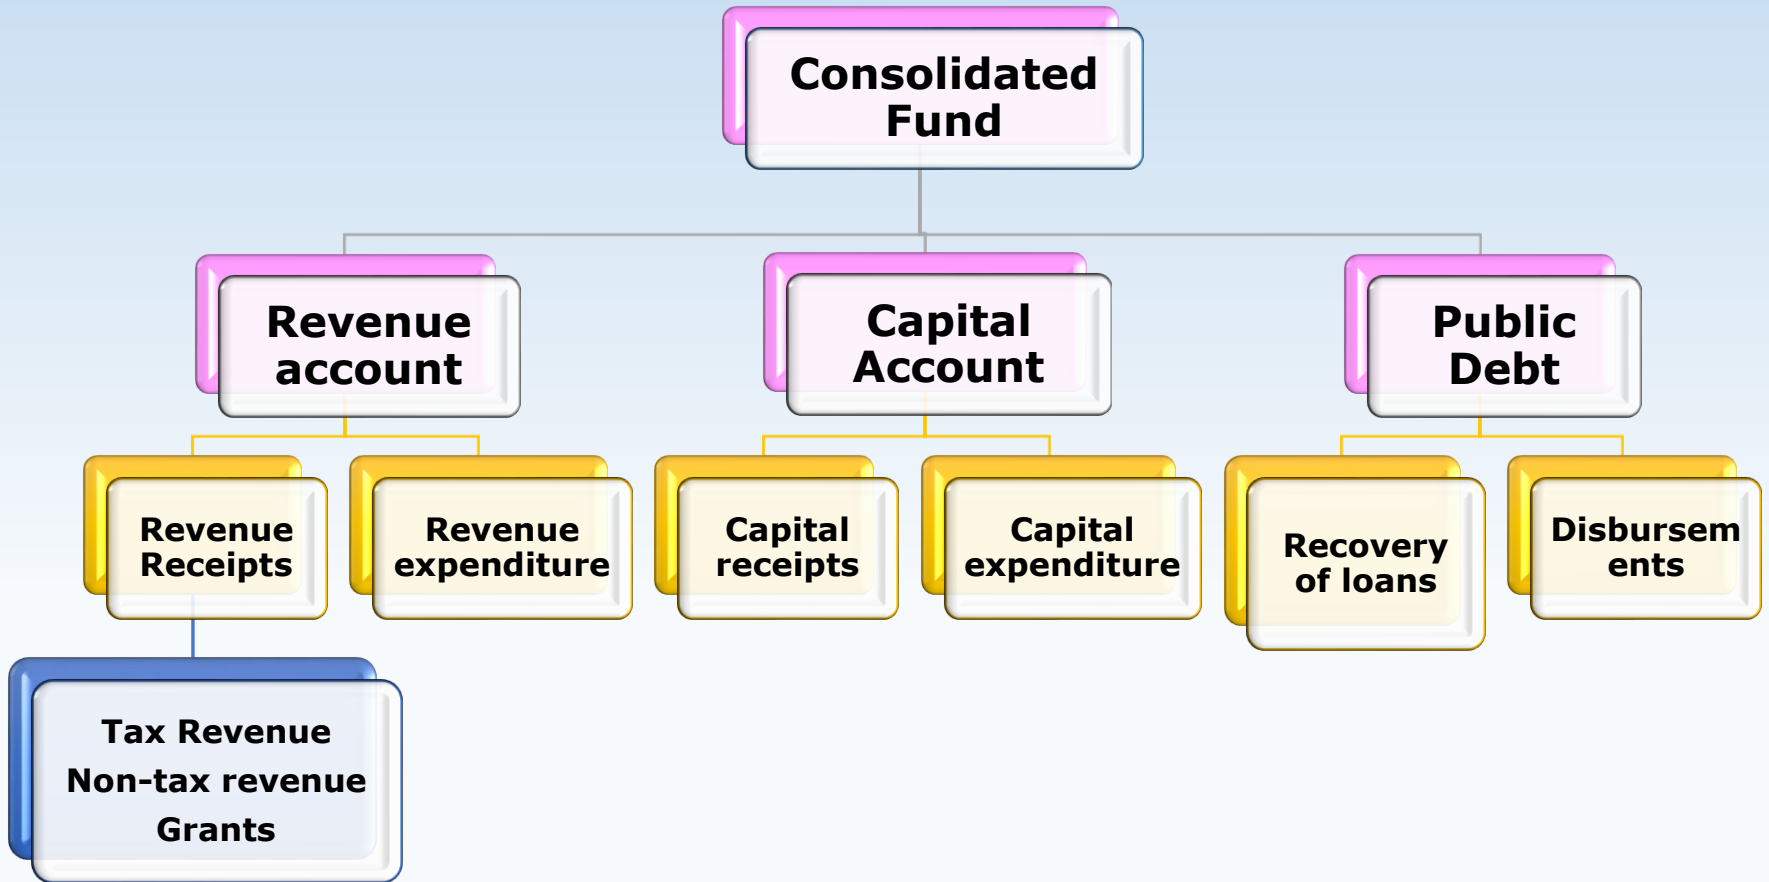 Consolidated
Fund
Revenue
account
Capital
Account
Public
Debt
Revenue
Receipts
Revenue
expenditure
Capital
receipts
Capital
expenditure
Recovery
of loans
Disbursem
ents
Tax Revenue
Non-tax revenue
Grants